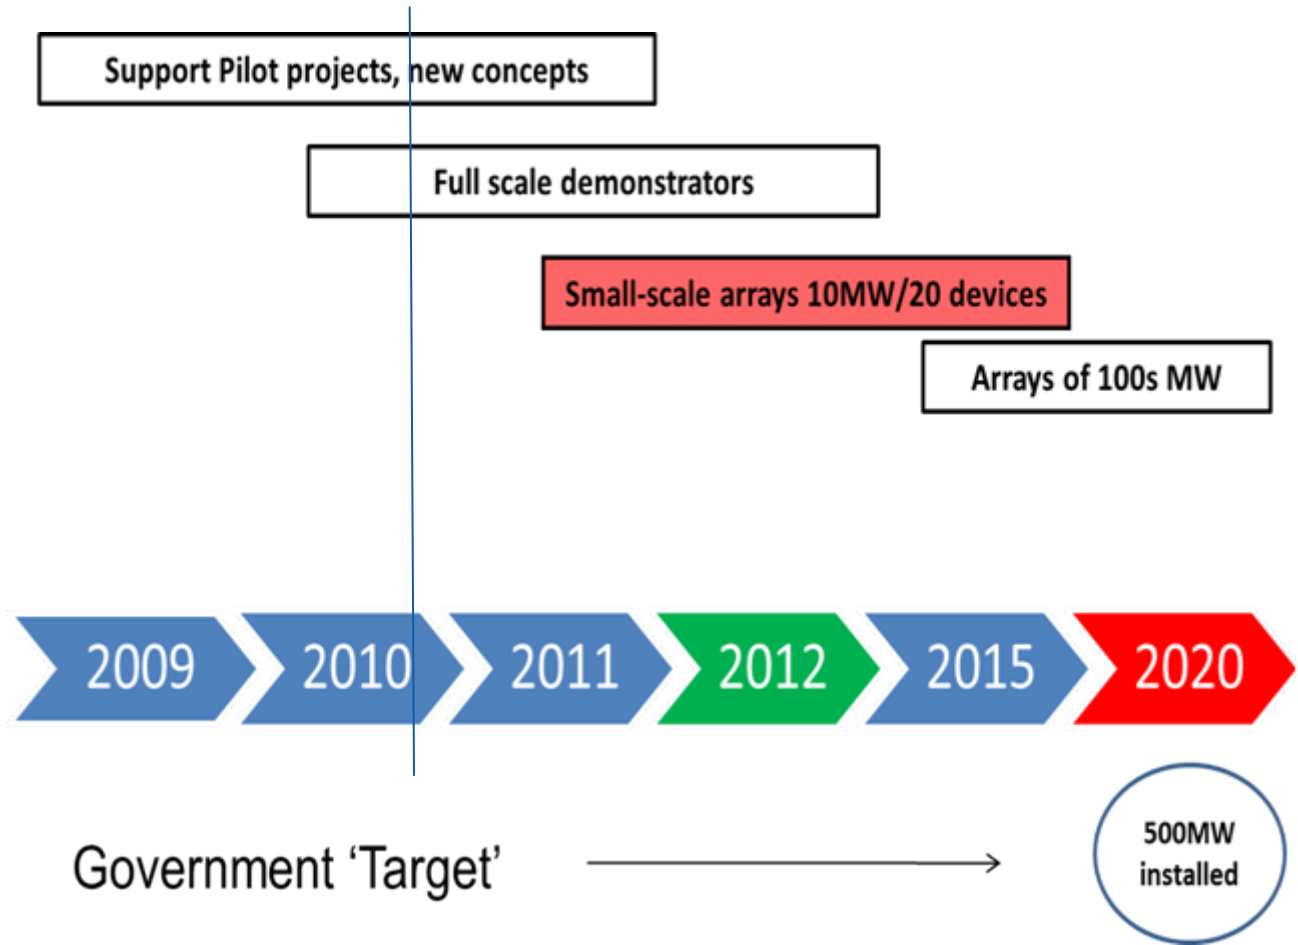 Support Pilot projects, new concepts
Full scale demonstrators
Small-scale arrays 10MW/20 devices
Arrays of 100s MW
2009
2010
2011
2012
2015
2020
Government ‘Target’
500MW
installed